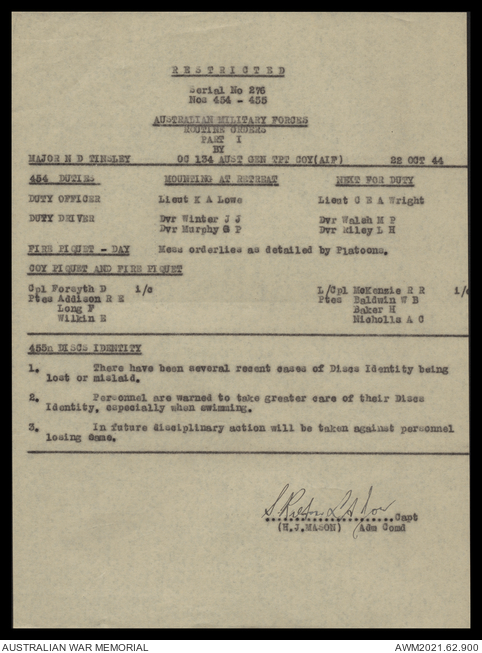 RESTRICTED
Serial No 276
Nos 454 - 455
AUSTRALIAN MILITARY FORCES
ROUTINE ORDERS
PART I
BY
MAJOR N D TINSLEY OC 134 AUST GEN TPT COY(AIF) 22 OCT 44
454 DUTIES MOUNTING AT RETREAT NEXT FOR DUTY
DUTY OFFICER Lieut K A Lowe Lieut C E A Wright
DUTY DRIVER Dvr Winter J J Dvr Walsh M P
Dvr Murphy G P Dvr Riley L H
FIRE PIQUET - DAY Mess orderlies as detailed by Platoons.
COY PIQUET AND FIRE PIQUET
Cpl Forsyth D i/c L/Cpl McKenzie R R i/c
Ptes Addison R E Ptes Baldwin W B
Long F Baker H
Wilkin E Nicholls A C
455. DISCS IDENTITY
1. There have been several recent cases of Discs Identity being
lost or mislaid.
2. Personnel are warned to take greater care of their Discs
Identity, especially when swimming.
3. In future disciplinary action will be taken against personnel
losing same.
Capt
(H.J.MASON) Adm Comd
AUSTRALIAN WAR MEMORIAL AWM2021.62.900